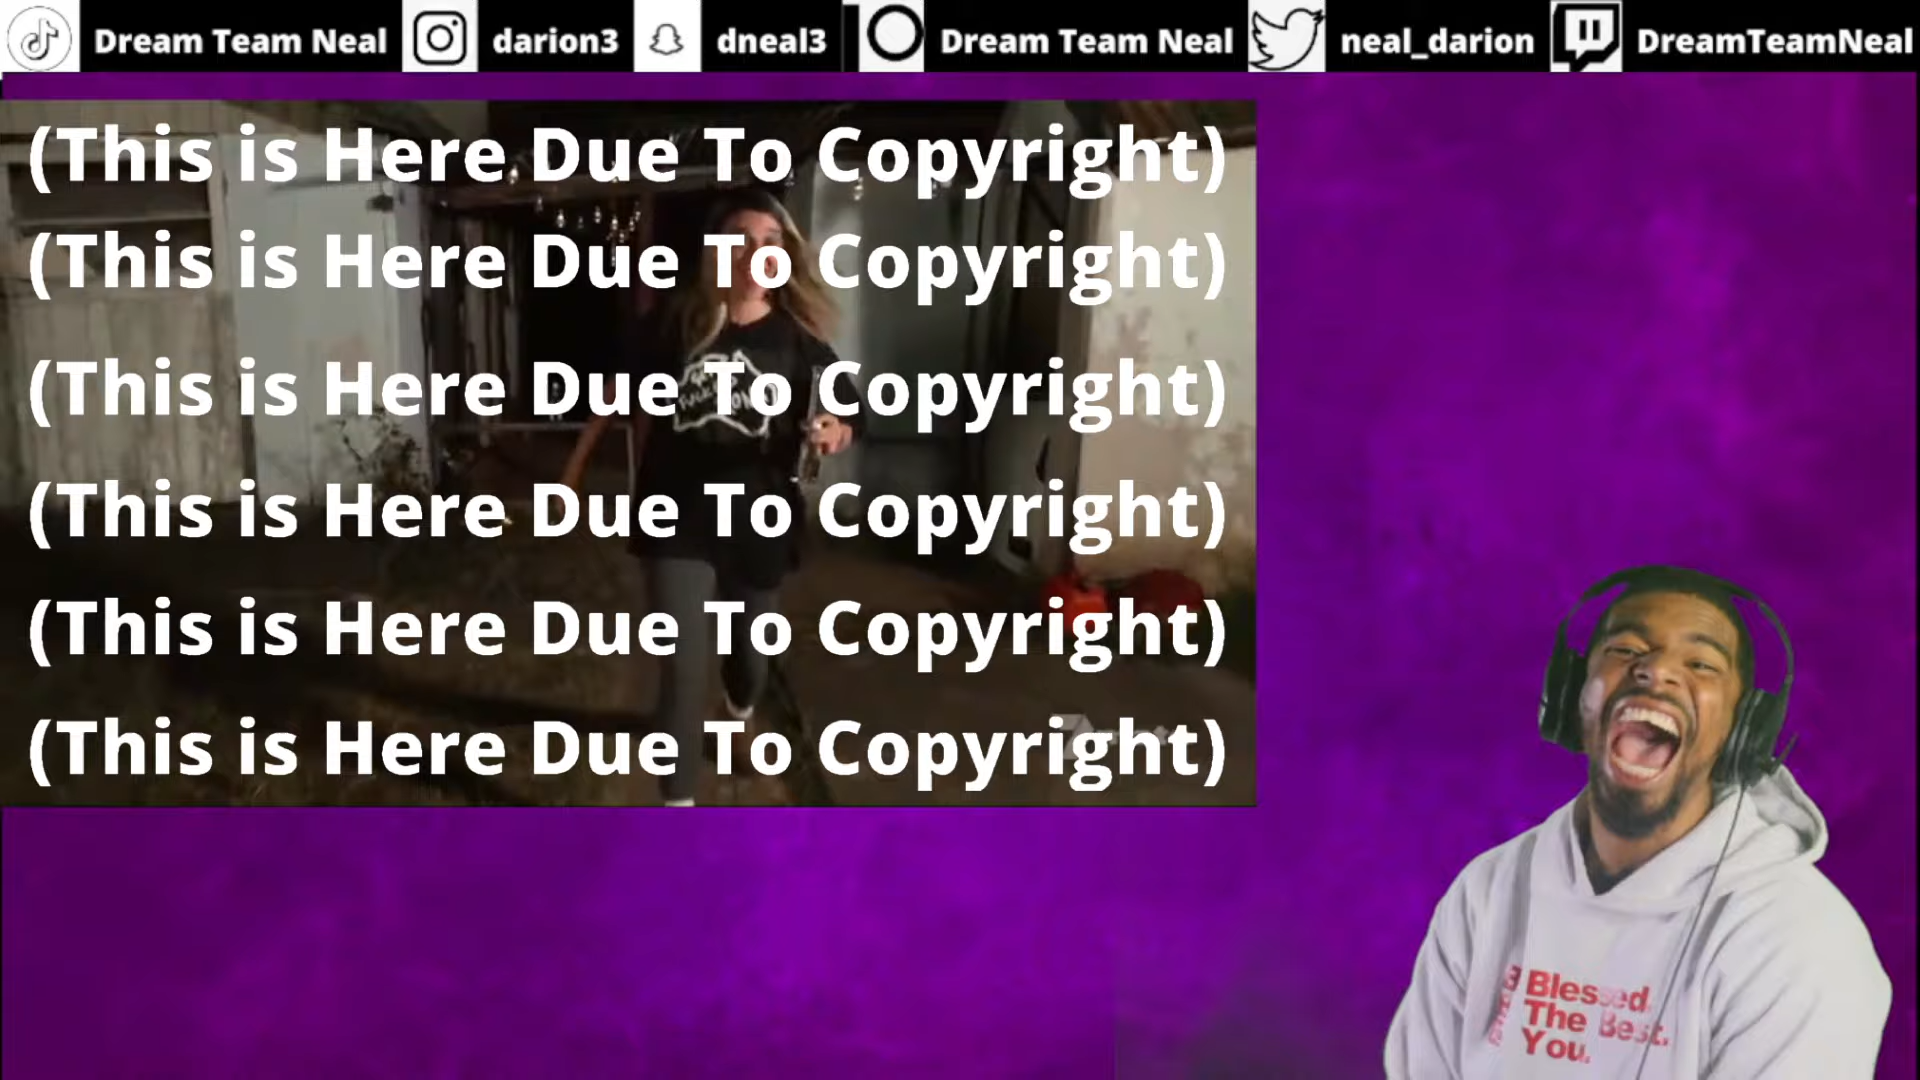 Dream Team Neal darion3 dneal3 Dream Team Neal neal_darion DreamTeamNeal
(This is Here Due To Copyright)
(This is Here Due To Copyright)
(This is Here Due To Copyright)
(This is Here Due To Copyright)
(This is Here Due To Copyright)
(This is Here Due To Copyright)
Blessed.
The Best.
You.